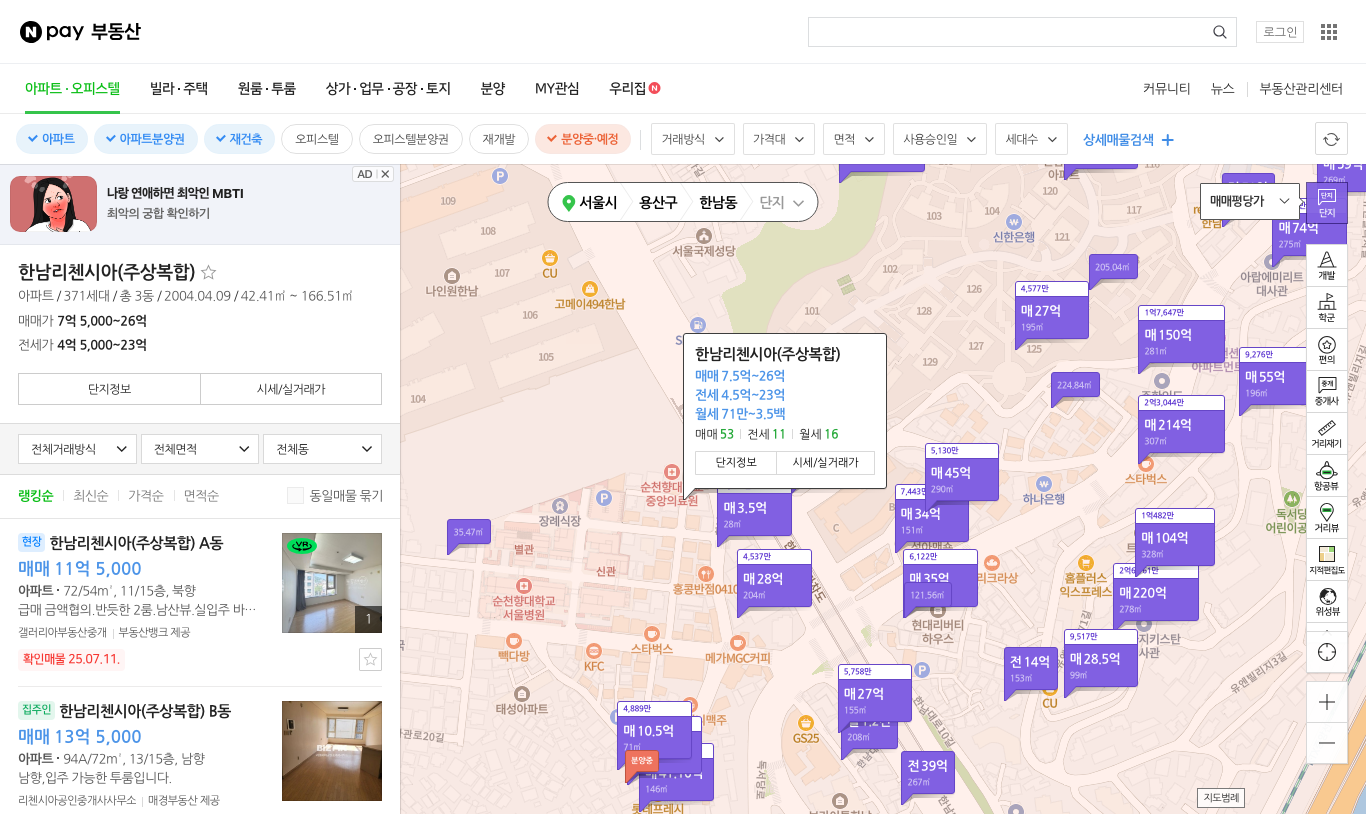 N pay 부동산
로그인
아파트·오피스텔
빌라·주택
원룸·투룸
상가·업무·공장·토지
분양
MY관심
우리집 N
커뮤니티
뉴스
부동산관리센터
아파트
아파트분양권
재건축
오피스텔
오피스텔분양권
재개발
분양중·예정
거래방식
가격대
면적
사용승인일
세대수
상세매물검색
나랑 연애하면 최악인 MBTI
최악의 궁합 확인하기
AD
한남리첸시아(주상복합)
아파트 / 371세대 / 총 3동 / 2004.04.09 / 42.41㎡ ~ 166.51㎡
매매가 7억 5,000~26억
전세가 4억 5,000~23억
단지정보
시세/실거래가
전체거래방식
전체면적
전체동
랭킹순
최신순
가격순
면적순
동일매물 묶기
현장 한남리첸시아(주상복합) A동
매매 11억 5,000
아파트 · 72/54㎡, 11/15층, 북향
급매 금액협의.반듯한 2룸.남산뷰.실입주 바…
갤러리아부동산중개
부동산뱅크 제공
확인매물 25.07.11.
VR
1
집주인 한남리첸시아(주상복합) B동
매매 13억 5,000
아파트 · 94A/72㎡, 13/15층, 남향
남향,입주 가능한 투룸입니다.
리첸시아공인중개사사무소
매경부동산 제공
서울시
용산구
한남동
단지
매매평당가
109
108
107
106
105
104
103
104
120
121
117
116
102
101
126
128
127
125
129
P
CU
나인원한남
고메이494한남
서울국제성당
신한은행
아파트
한남
매74억
275㎡
269㎡
아랍에미리트
대사관
205.04㎡
4,577만
매27억
195㎡
1억7,647만
매150억
281㎡
9,276만
매55억
196㎡
224.84㎡
2억3,044만
매214억
307㎡
스타벅스
한남리첸시아(주상복합)
매매 7.5억~26억
전세 4.5억~23억
월세 71만~3.5백
매매 53
전세 11
월세 16
단지정보
시세/실거래가
매3.5억
28㎡
5,130만
매45억
290㎡
7,443만
매34억
151㎡
하나은행
순천향대
중앙의료원
P
장례식장
35.47㎡
별관
신관
순천향대학교
서울병원
홍콩반점0410
4,537만
매28억
204㎡
6,122만
매35억
121.56㎡
현대리버티
하우스
홈플러스
익스프레스
1억482만
매104억
328㎡
매220억
278㎡
독서당
어린이공
빽다방
KFC
스타벅스
메가MGC커피
태성아파트
9,517만
매28.5억
99㎡
전14억
153㎡
CU
P
유엔빌리지3길
5,758만
매27억
155㎡
208㎡
GS25
4,889만
매10.5억
71㎡
분양중
146㎡
롯데프레시
전39억
267㎡
한남대로10길
단지
단지
개발
학군
편의
중개
중개사
거리재기
항공뷰
거리뷰
지적편집도
위성뷰
지도범례